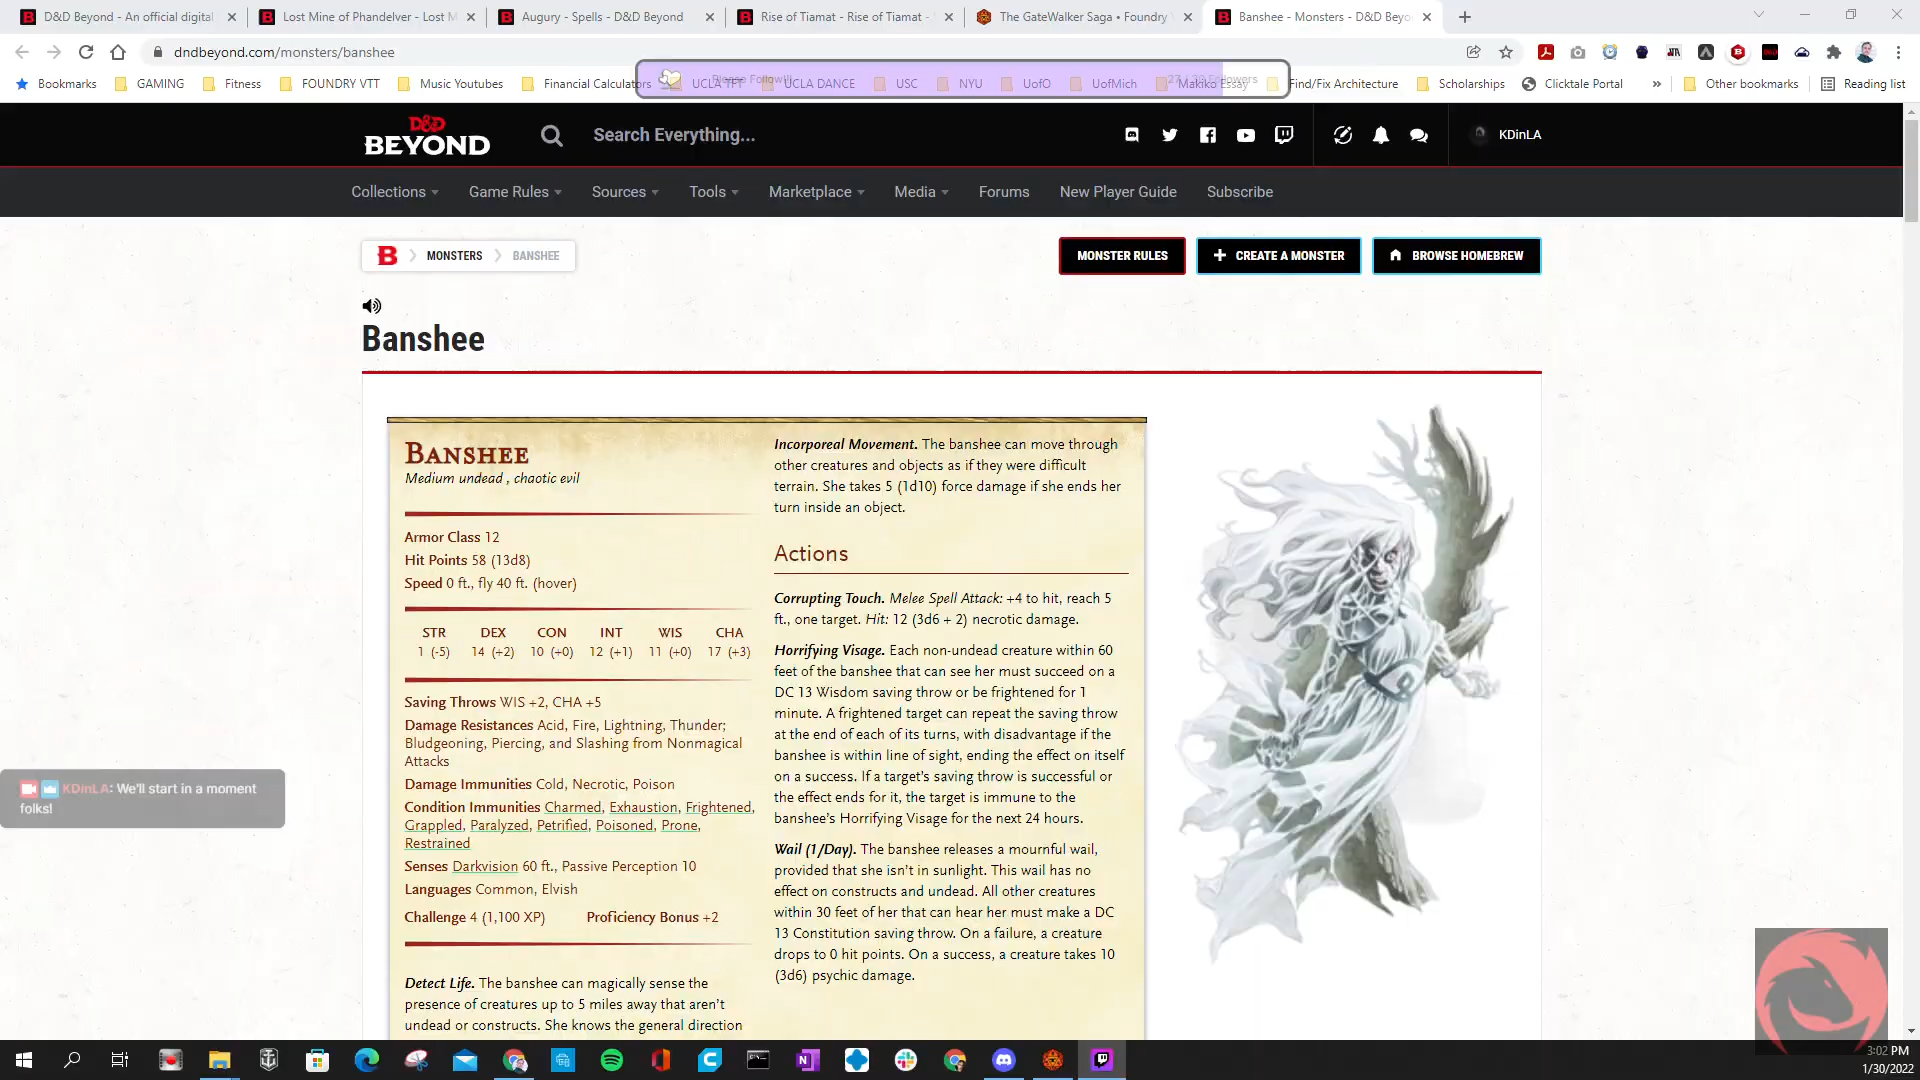 D&D Beyond - An official digital
Lost Mine of Phandelver - Lost M
Augury - Spells - D&D Beyond
Rise of Tiamat - Rise of Tiamat -
The GateWalker Saga • Foundry
Banshee - Monsters - D&D Beyo
dndbeyond.com/monsters/banshee
Bookmarks
GAMING
Fitness
FOUNDRY VTT
Music Youtubes
Financial Calculators
UCLA TFT
UCLA DANCE
USC
NYU
UofO
UofMich
Makiko Essay
Find/Fix Architecture
Scholarships
Clicktale Portal
»
Other bookmarks
Reading list
Please Follow!!!
D&D
BEYOND
Search Everything...
KDinLA
Collections
Game Rules
Sources
Tools
Marketplace
Media
Forums
New Player Guide
Subscribe
B
MONSTERS
BANSHEE
MONSTER RULES
CREATE A MONSTER
BROWSE HOMEBREW
Banshee
BANSHEE
Medium undead , chaotic evil
Armor Class 12
Hit Points 58 (13d8)
Speed 0 ft., fly 40 ft. (hover)
STR DEX CON INT WIS CHA
1 (-5) 14 (+2) 10 (+0) 12 (+1) 11 (+0) 17 (+3)
Saving Throws WIS +2, CHA +5
Damage Resistances Acid, Fire, Lightning, Thunder;
Bludgeoning, Piercing, and Slashing from Nonmagical
Attacks
Damage Immunities Cold, Necrotic, Poison
Condition Immunities Charmed, Exhaustion, Frightened,
Grappled, Paralyzed, Petrified, Poisoned, Prone,
Restrained
Senses Darkvision 60 ft., Passive Perception 10
Languages Common, Elvish
Challenge 4 (1,100 XP) Proficiency Bonus +2
Detect Life. The banshee can magically sense the
presence of creatures up to 5 miles away that aren't
undead or constructs. She knows the general direction
Incorporeal Movement. The banshee can move through
other creatures and objects as if they were difficult
terrain. She takes 5 (1d10) force damage if she ends her
turn inside an object.
Actions
Corrupting Touch. Melee Spell Attack: +4 to hit, reach 5
ft., one target. Hit: 12 (3d6 + 2) necrotic damage.
Horrifying Visage. Each non-undead creature within 60
feet of the banshee that can see her must succeed on a
DC 13 Wisdom saving throw or be frightened for 1
minute. A frightened target can repeat the saving throw
at the end of each of its turns, with disadvantage if the
banshee is within line of sight, ending the effect on itself
on a success. If a target's saving throw is successful or
the effect ends for it, the target is immune to the
banshee's Horrifying Visage for the next 24 hours.
Wail (1/Day). The banshee releases a mournful wail,
provided that she isn't in sunlight. This wail has no
effect on constructs and undead. All other creatures
within 30 feet of her that can hear her must make a DC
13 Constitution saving throw. On a failure, a creature
drops to 0 hit points. On a success, a creature takes 10
(3d6) psychic damage.
KDinLA: We'll start in a moment
folks!
3:02 PM
1/30/2022